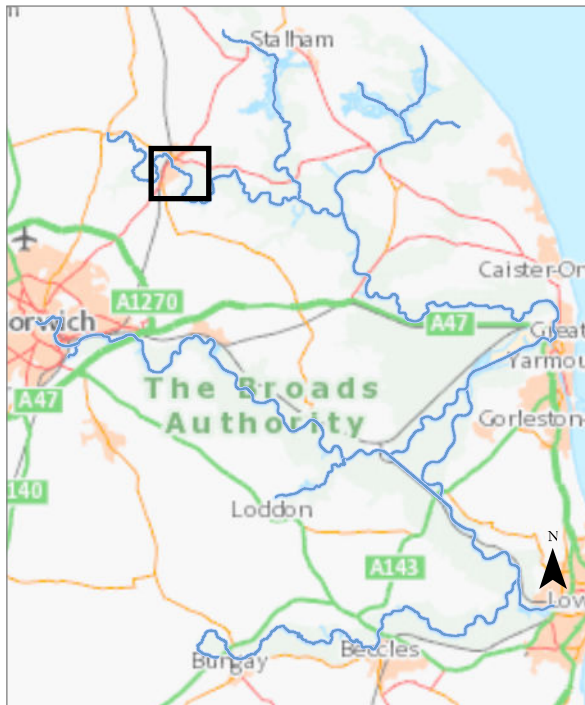 n
Stalham
Caister-On
A1270
orwich
A47
Great
Yarmou
The Broads
Authority
A47
Gorleston-
140
Loddon
N
A143
Low
Beccles
Bungay